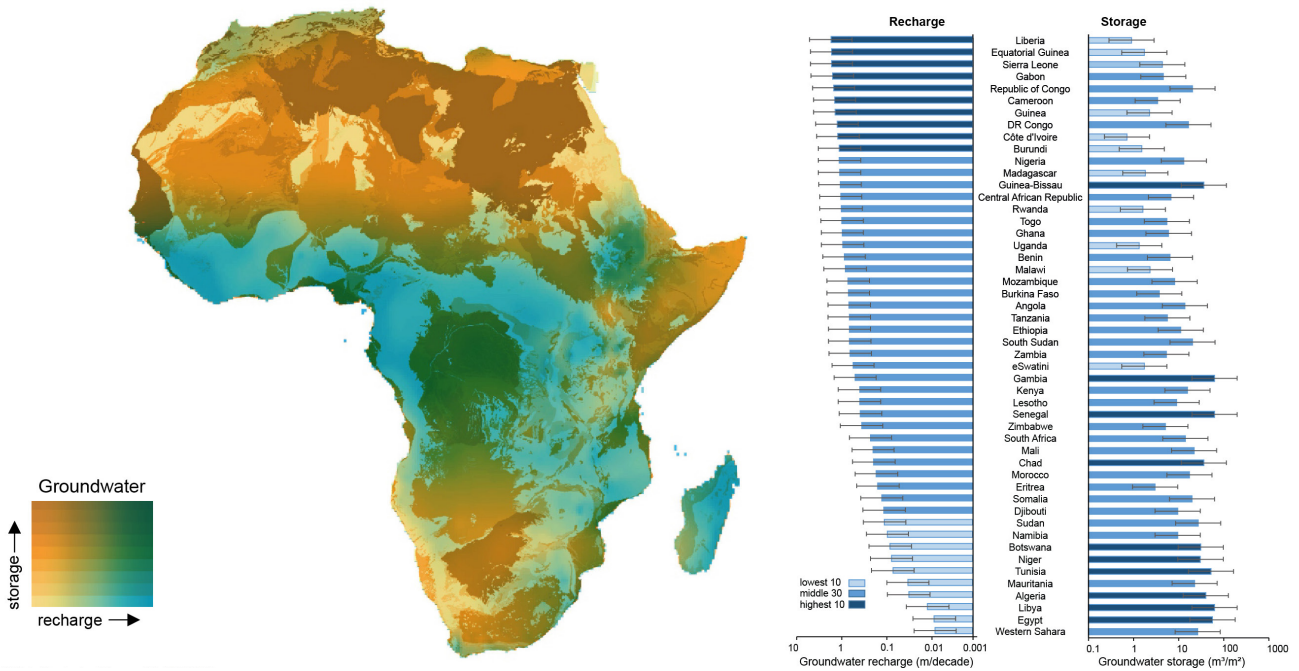 Groundwater
storage
recharge
Recharge
Storage
Liberia
Equatorial Guinea
Sierra Leone
Gabon
Republic of Congo
Cameroon
Guinea
DR Congo
Côte d'Ivoire
Burundi
Nigeria
Madagascar
Guinea-Bissau
Central African Republic
Rwanda
Togo
Ghana
Uganda
Benin
Malawi
Mozambique
Burkina Faso
Angola
Tanzania
Ethiopia
South Sudan
Zambia
eSwatini
Gambia
Kenya
Lesotho
Senegal
Zimbabwe
South Africa
Mali
Chad
Morocco
Eritrea
Somalia
Djibouti
Sudan
Namibia
Botswana
Niger
Tunisia
Mauritania
Algeria
Libya
Egypt
Western Sahara
lowest 10
middle 30
highest 10
10 1 0.1 0.01 0.001
Groundwater recharge (m/decade)
0.1 1 10 100 1000
Groundwater storage (m³/m²)